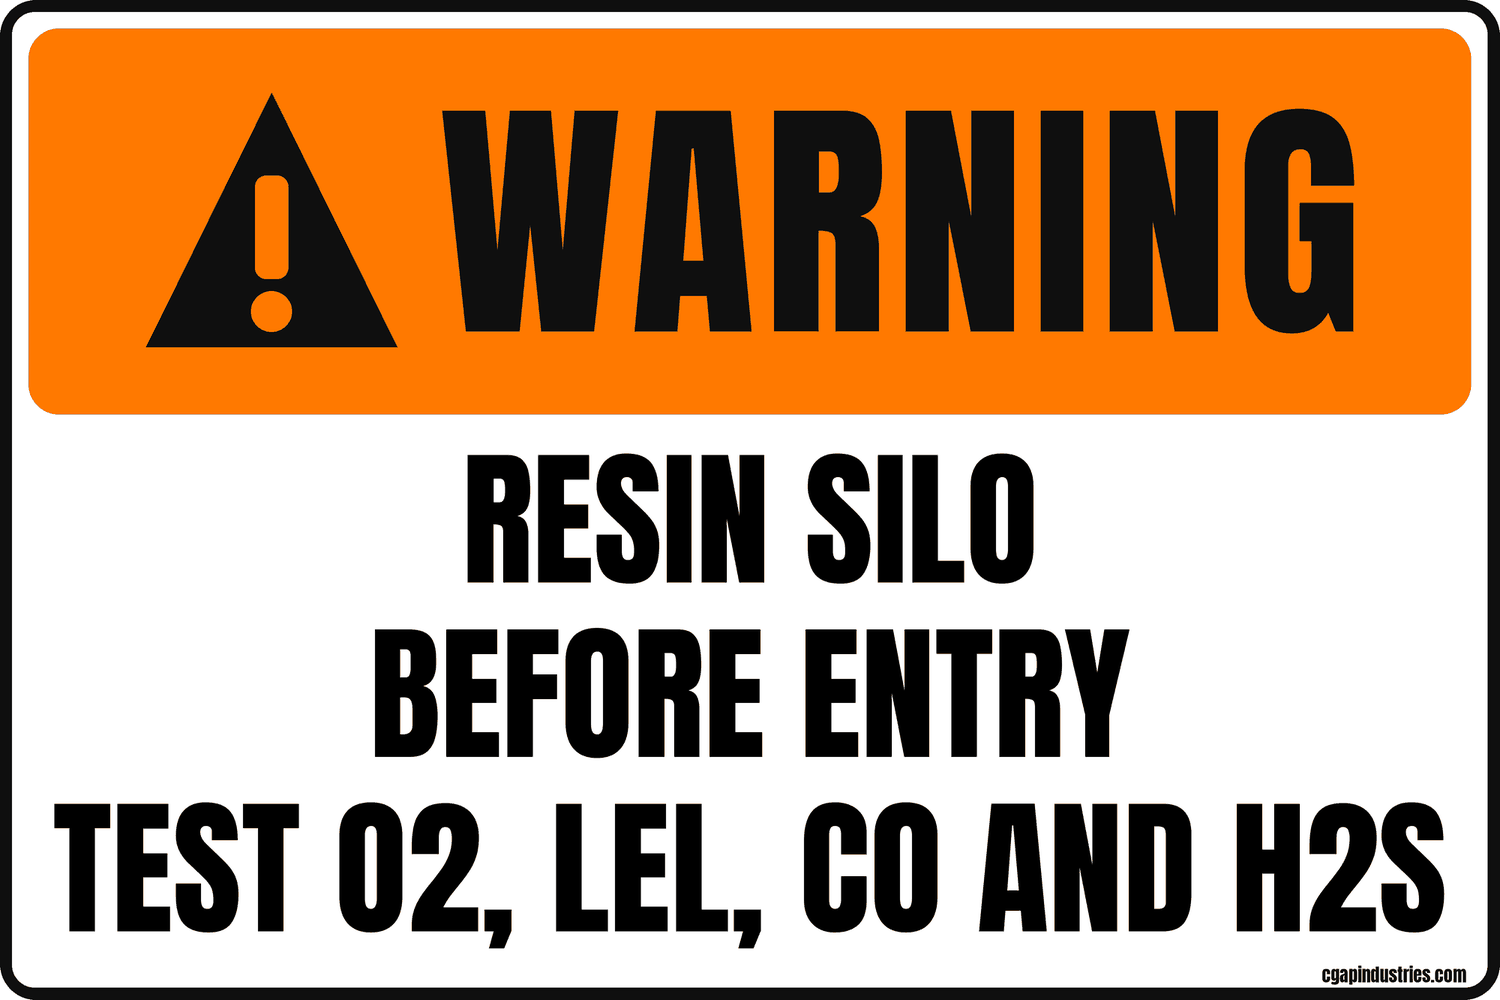 WARNING
RESIN SILO
BEFORE ENTRY
TEST O2, LEL, CO AND H2S
cgapindustries.com